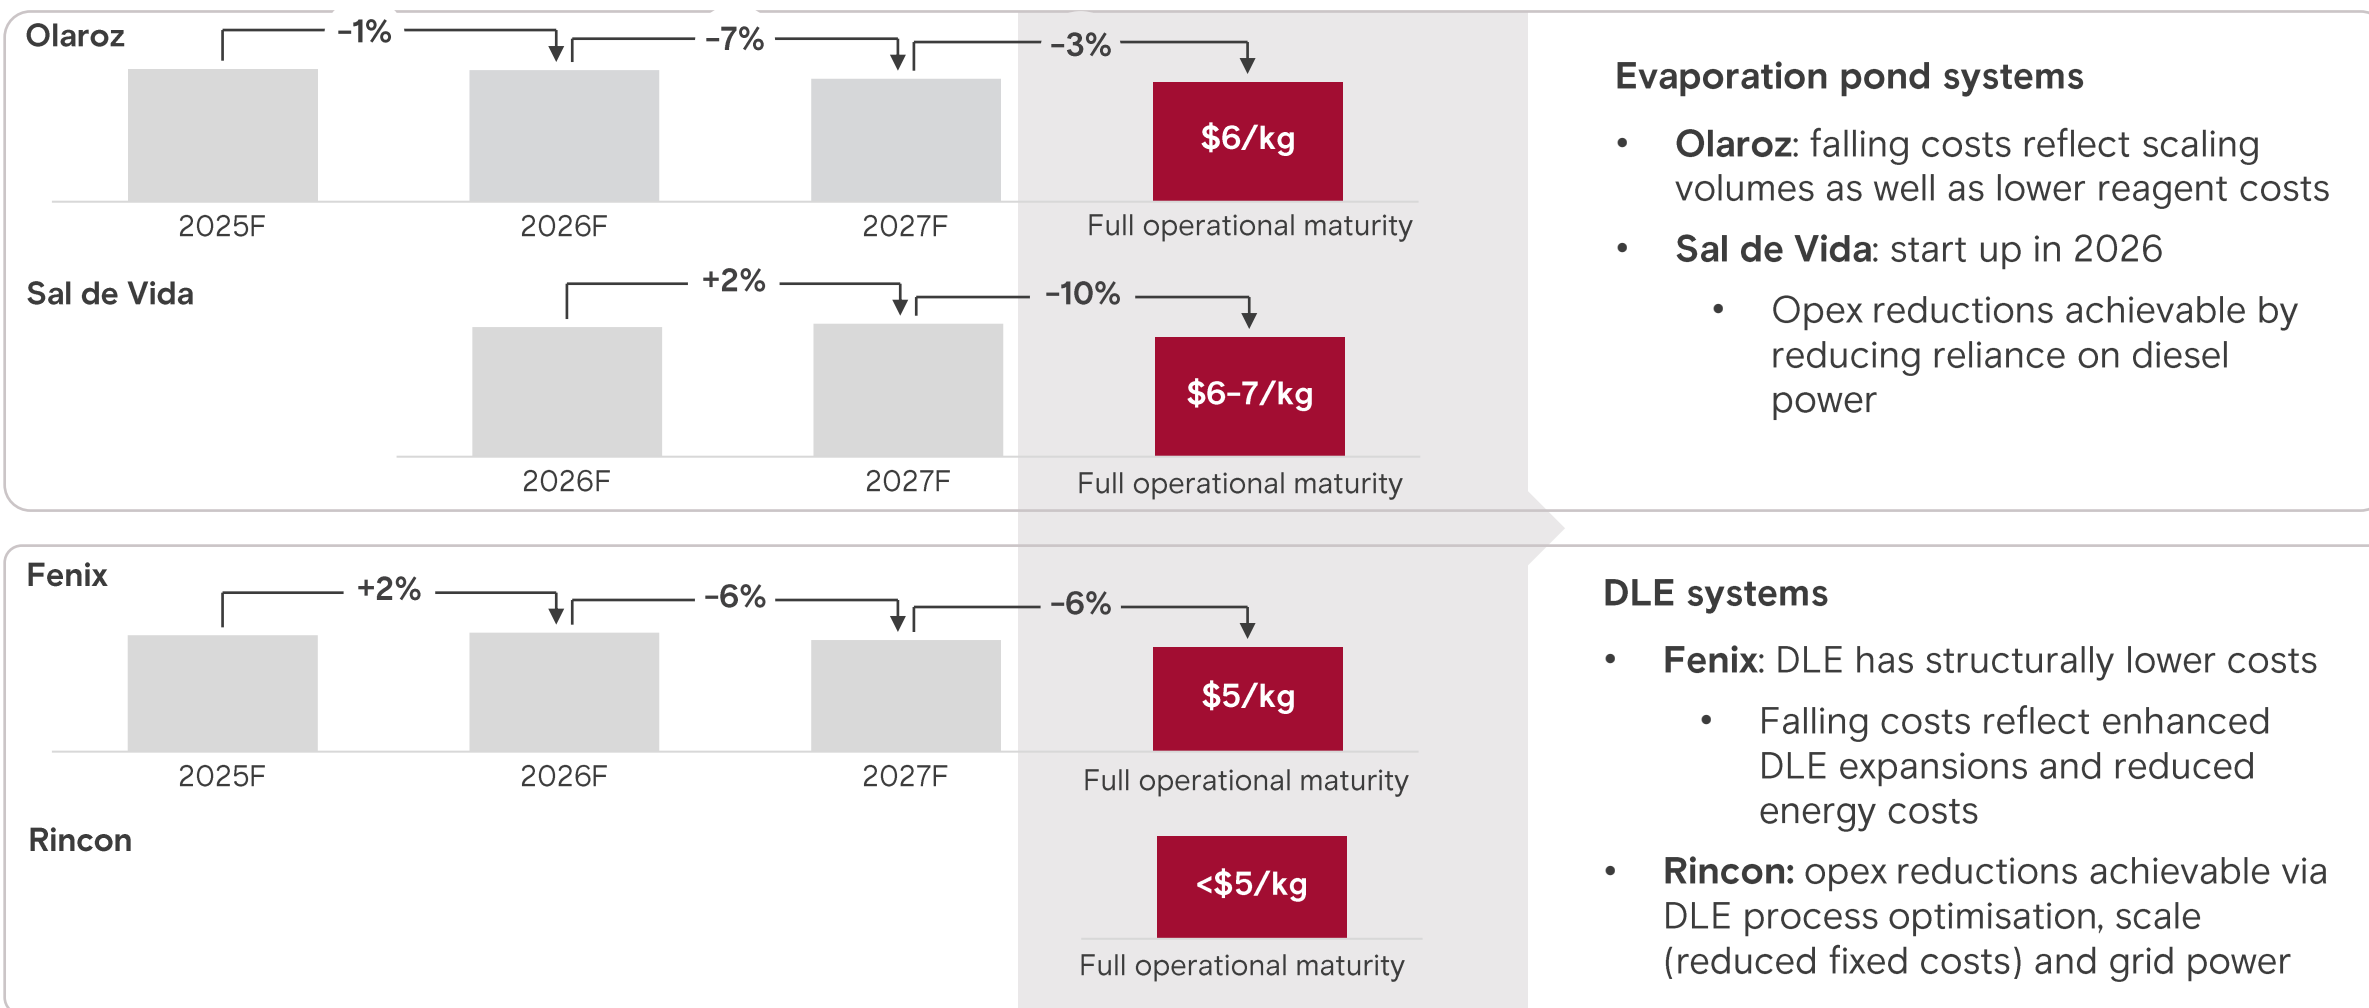 Olaroz
–1%
–7%
–3%
$6/kg
2025F
2026F
2027F
Full operational maturity
Sal de Vida
+2%
–10%
$6–7/kg
2026F
2027F
Full operational maturity
Evaporation pond systems
• Olaroz: falling costs reflect scaling
volumes as well as lower reagent costs
• Sal de Vida: start up in 2026
• Opex reductions achievable by
reducing reliance on diesel
power
Fenix
+2%
–6%
–6%
$5/kg
2025F
2026F
2027F
Full operational maturity
Rincon
<$5/kg
Full operational maturity
DLE systems
• Fenix: DLE has structurally lower costs
• Falling costs reflect enhanced
DLE expansions and reduced
energy costs
• Rincon: opex reductions achievable via
DLE process optimisation, scale
(reduced fixed costs) and grid power